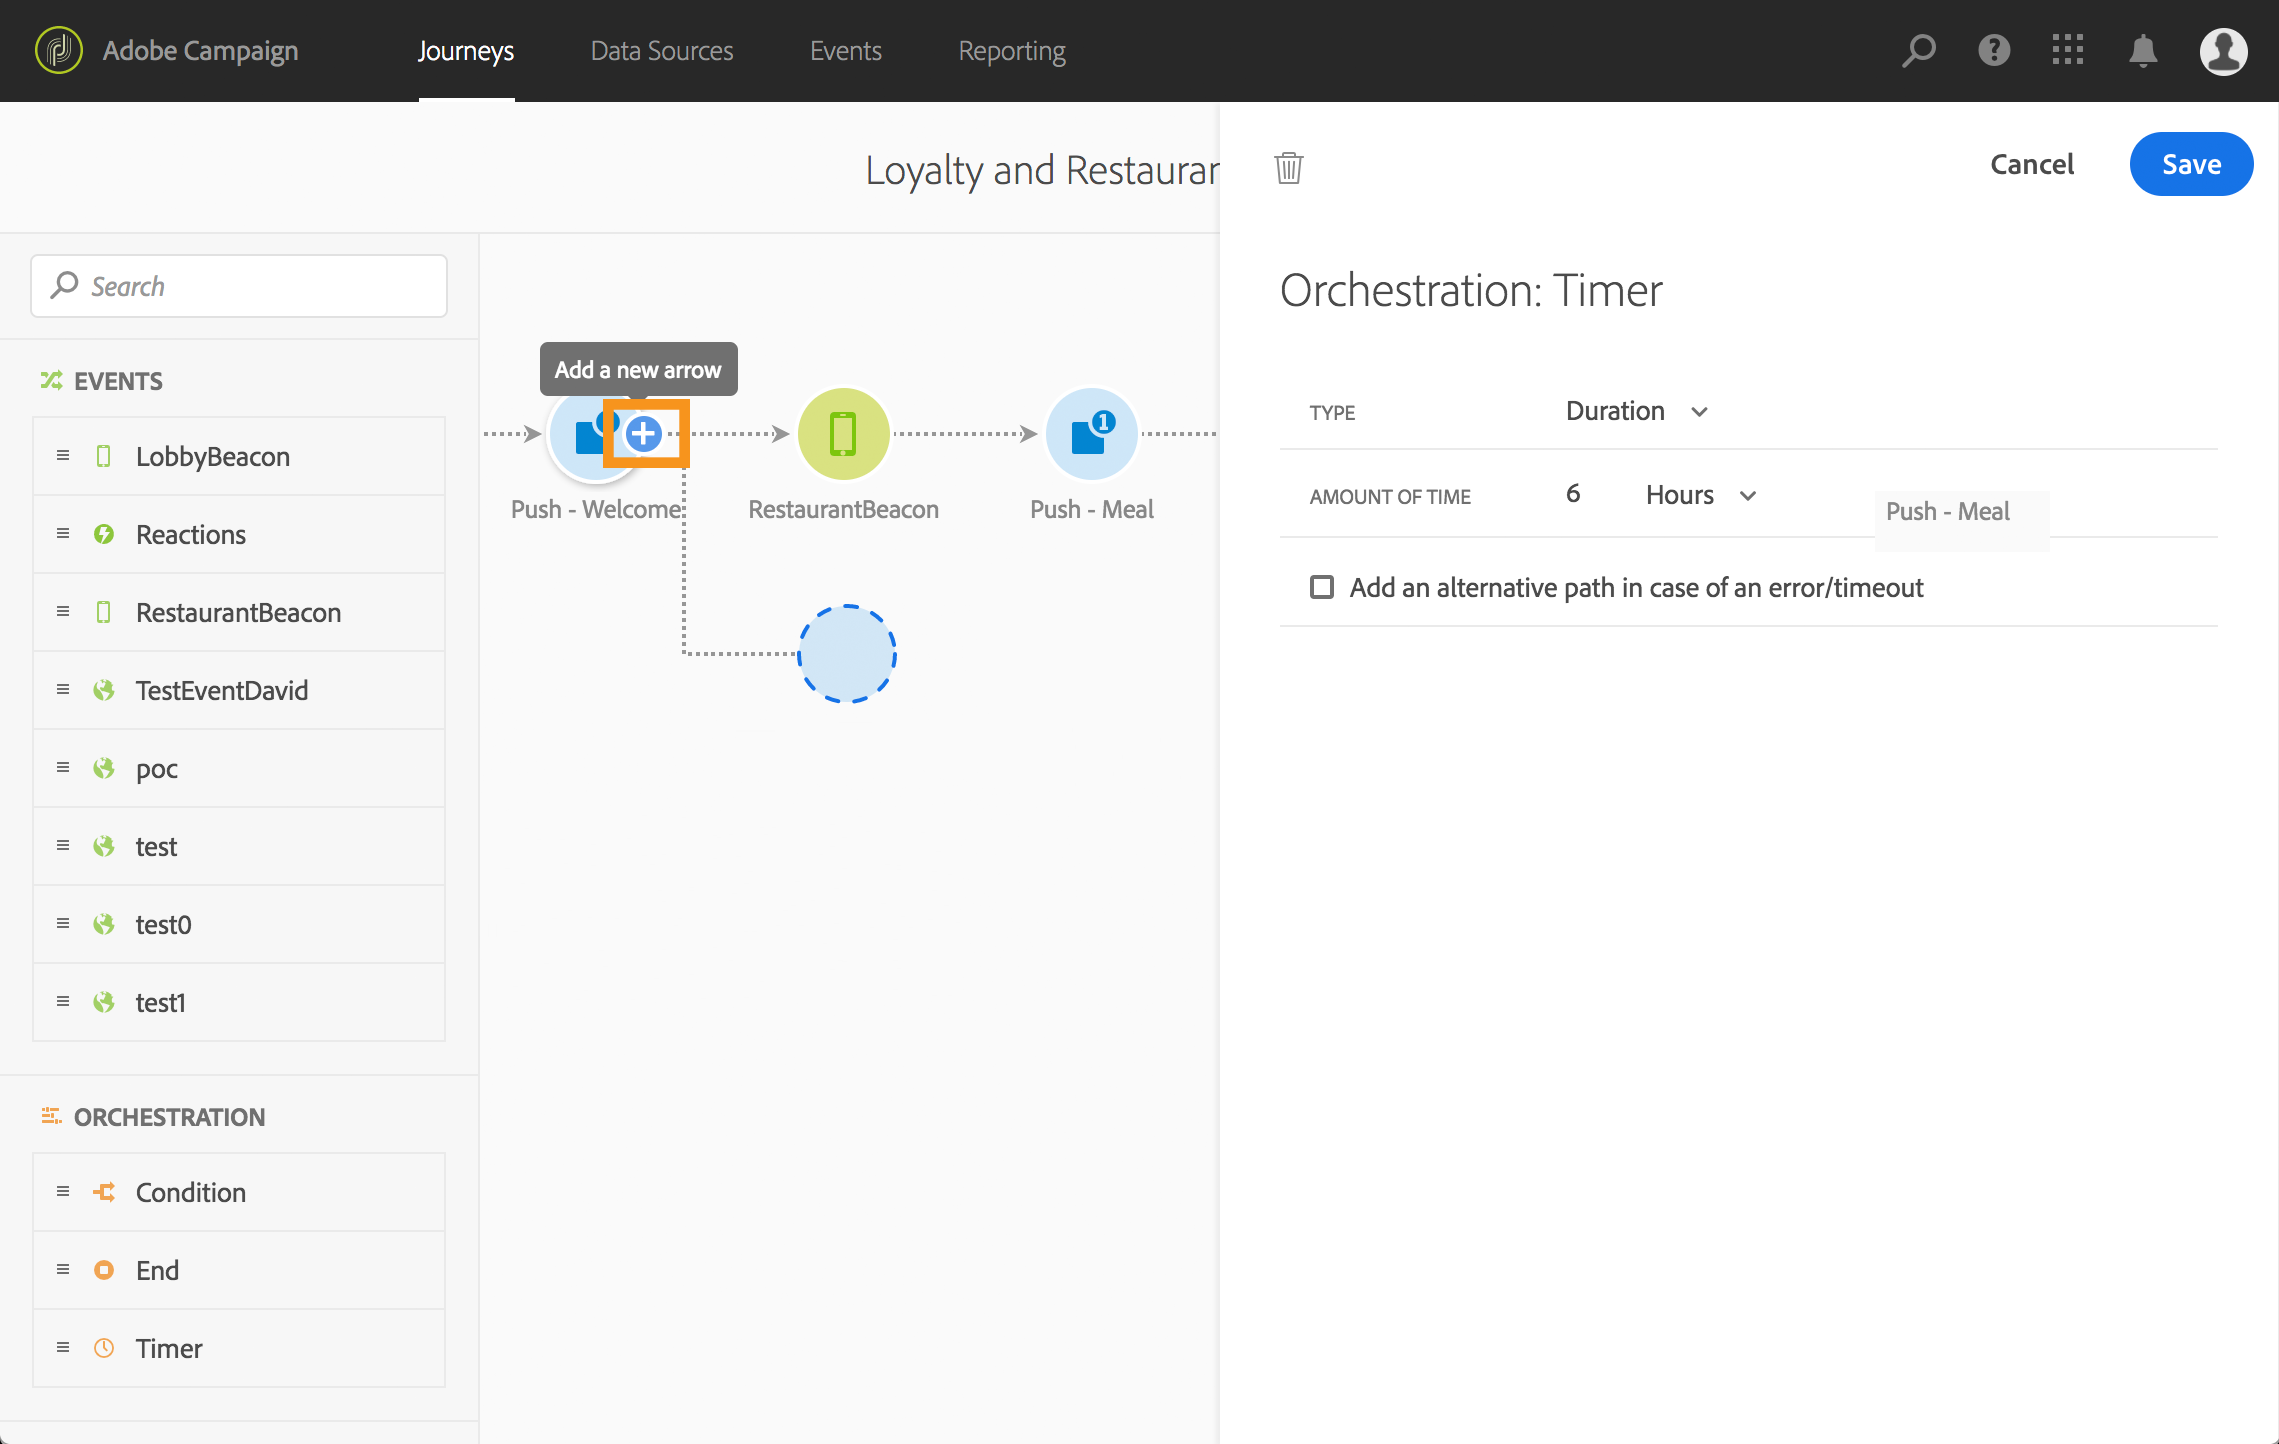 Adobe Campaign
Journeys
Data Sources
Events
Reporting
Loyalty and Restauran
Cancel
Save
Search
EVENTS
LobbyBeacon
Reactions
RestaurantBeacon
TestEventDavid
poc
test
test0
test1
ORCHESTRATION
Condition
End
Timer
Add a new arrow
1
Push - Welcome
RestaurantBeacon
Push - Meal
Orchestration: Timer
TYPE Duration
AMOUNT OF TIME 6 Hours
Push - Meal
Add an alternative path in case of an error/timeout